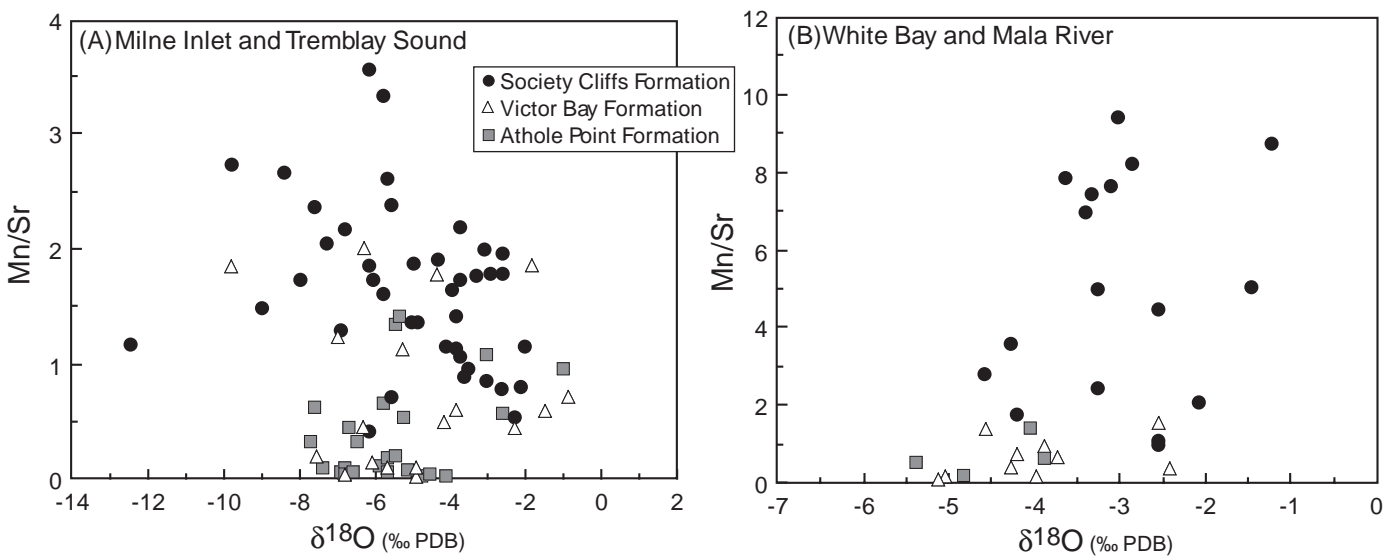 (A) Milne Inlet and Tremblay Sound
Mn/Sr
4
3
2
1
0
-14 -12 -10 -8 -6 -4 -2 0 2
δ18O (‰ PDB)
Society Cliffs Formation
Victor Bay Formation
Athole Point Formation
(B) White Bay and Mala River
Mn/Sr
12
10
8
6
4
2
0
-7 -6 -5 -4 -3 -2 -1 0
δ18O (‰ PDB)